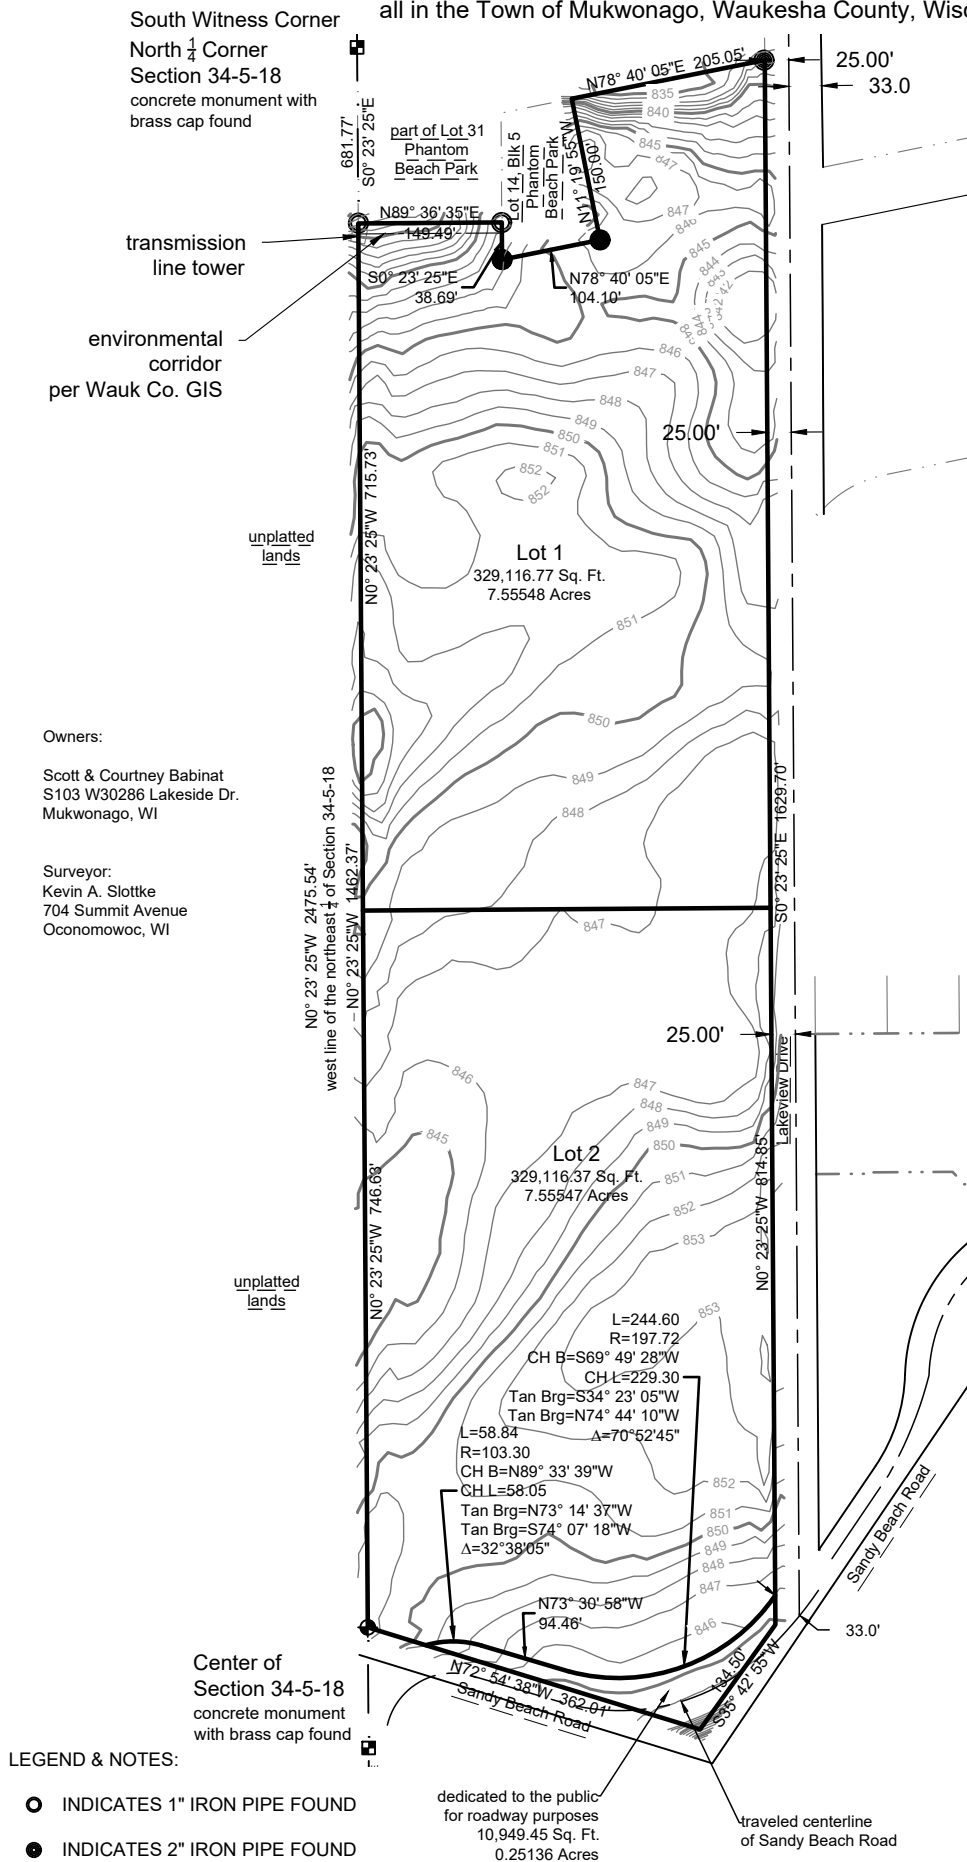 all in the Town of Mukwonago, Waukesha County, Wisc
South Witness Corner
North 1/4 Corner
Section 34-5-18
concrete monument with
brass cap found
681.77'
S0° 23' 25"E
part of Lot 31
Phantom
Beach Park
Lot 14, Blk 5
Phantom
Beach Park
N11° 19' 55"W
150.00'
N78° 40' 05"E 205.05'
25.00'
33.0
835
840
845
847
847
846
845
844
843
842
N89° 36' 35"E
149.49'
transmission
line tower
S0° 23' 25"E
38.69'
N78° 40' 05"E
104.10'
environmental
corridor
per Wauk Co. GIS
844
845
846
847
848
849
850
851
852
852
25.00'
N0° 23' 25"W 715.73'
unplatted
lands
Lot 1
329,116.77 Sq. Ft.
7.55548 Acres
851
850
849
848
847
Owners:
Scott & Courtney Babinat
S103 W30286 Lakeside Dr.
Mukwonago, WI
Surveyor:
Kevin A. Slottke
704 Summit Avenue
Oconomowoc, WI
N0° 23' 25"W 2475.54'
west line of the northeast 1/4 of Section 34-5-18
N0° 23' 25"W 1462.37'
S0° 23' 25"E 1629.70'
25.00'
Lakeview Drive
846
845
847
848
849
850
851
852
853
853
Lot 2
329,116.37 Sq. Ft.
7.55547 Acres
N0° 23' 25"W 746.63'
N0° 23' 25"W 814.85'
unplatted
lands
L=244.60
R=197.72
CH B=S69° 49' 28"W
CH L=229.30
Tan Brg=S34° 23' 05"W
Tan Brg=N74° 44' 10"W
Δ=70°52'45"
L=58.84
R=103.30
CH B=N89° 33' 39"W
CH L=58.05
Tan Brg=N73° 14' 37"W
Tan Brg=S74° 07' 18"W
Δ=32°38'05"
852
851
850
849
848
847
846
Sandy Beach Road
N73° 30' 58"W
94.46'
33.0'
134.50'
S35° 42' 55"W
N72° 54' 38"W 362.01'
Sandy Beach Road
Center of
Section 34-5-18
concrete monument
with brass cap found
LEGEND & NOTES:
INDICATES 1" IRON PIPE FOUND
INDICATES 2" IRON PIPE FOUND
dedicated to the public
for roadway purposes
10,949.45 Sq. Ft.
0.25136 Acres
traveled centerline
of Sandy Beach Road